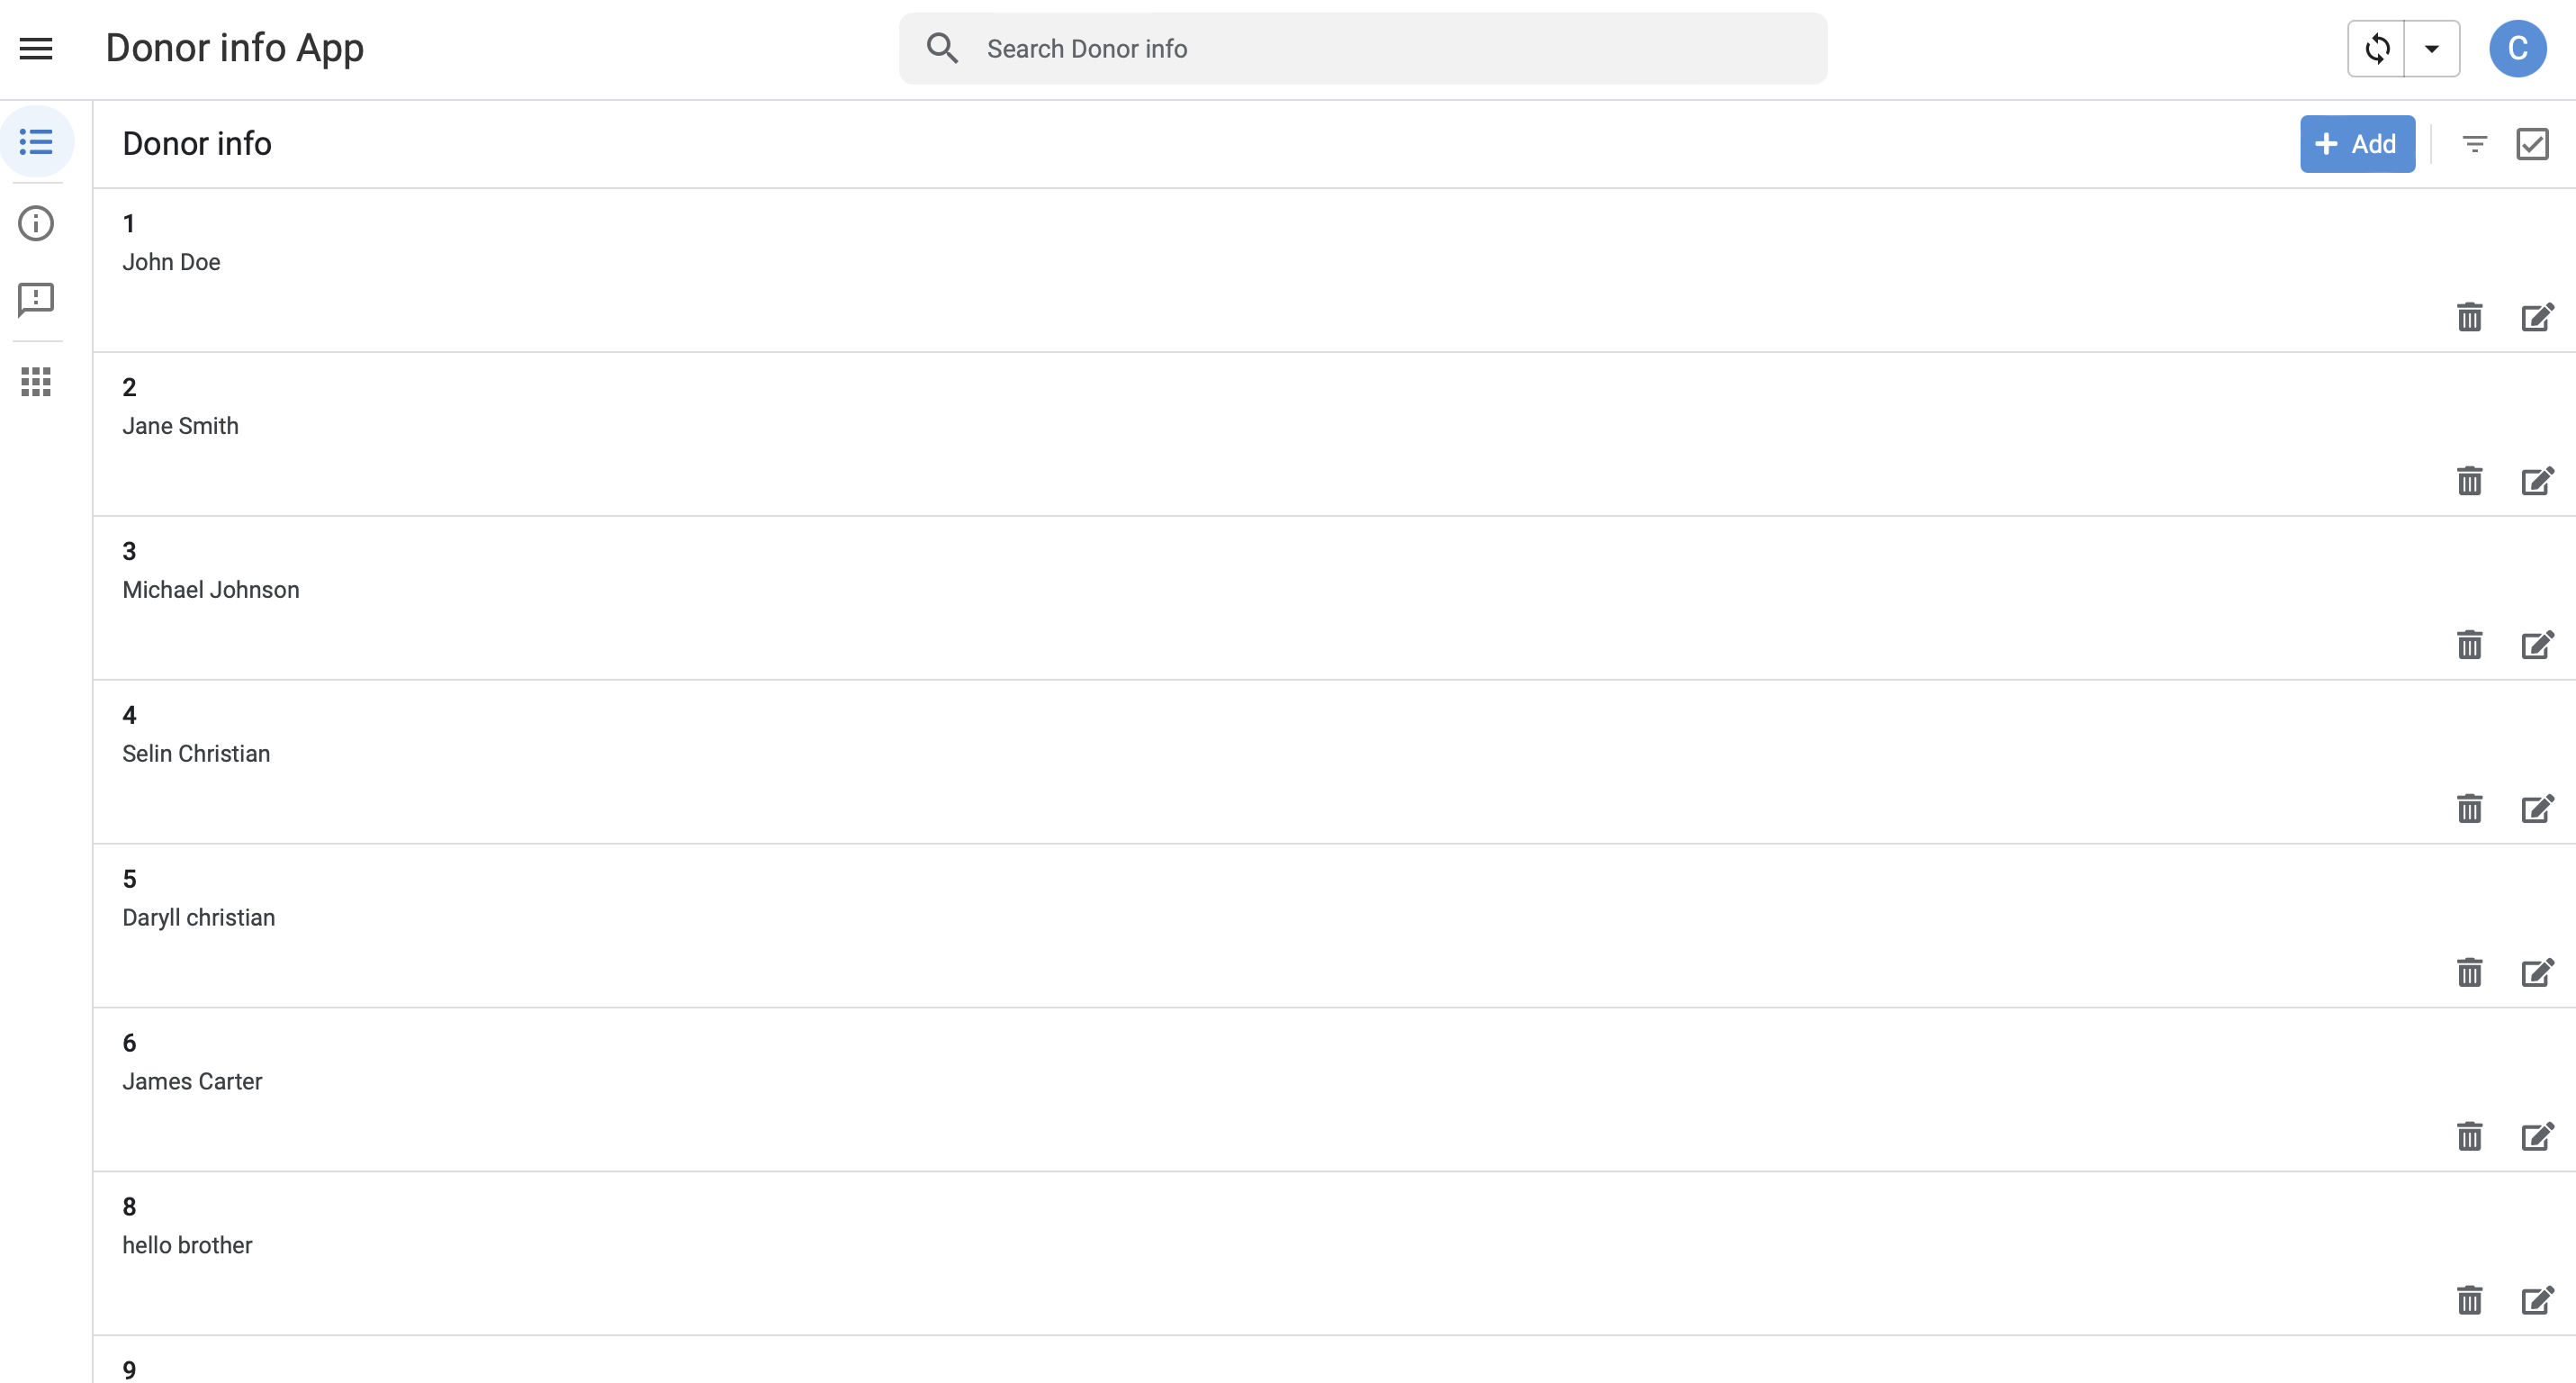 Donor info App
Search Donor info
C
Donor info
Add
1
John Doe
2
Jane Smith
3
Michael Johnson
4
Selin Christian
5
Daryll christian
6
James Carter
8
hello brother
9